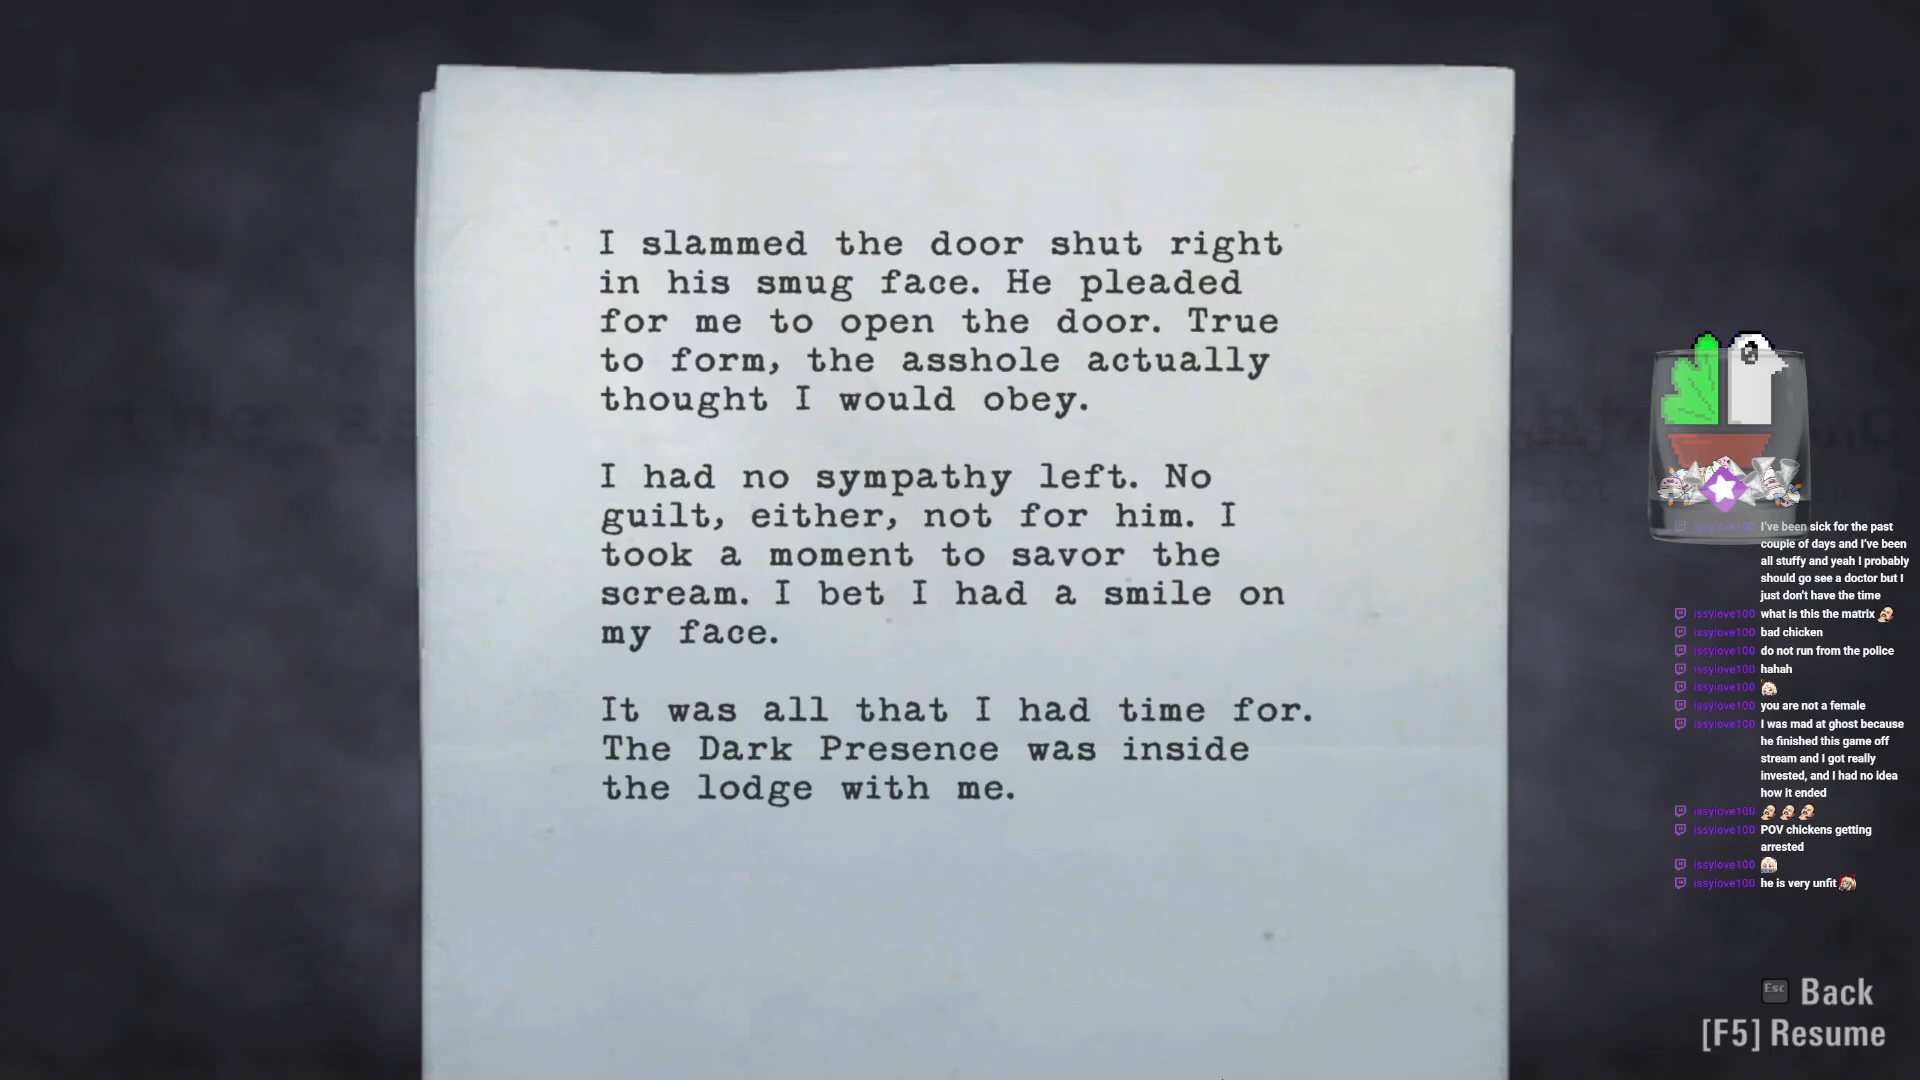 I slammed the door shut right
in his smug face. He pleaded
for me to open the door. True
to form, the asshole actually
thought I would obey.
I had no sympathy left. No
guilt, either, not for him. I
took a moment to savor the
scream. I bet I had a smile on
my face.
It was all that I had time for.
The Dark Presence was inside
the lodge with me.
issylove100 I've been sick for the past
couple of days and I've been
all stuffy and yeah I probably
should go see a doctor but I
just don't have the time
issylove100 what is this the matrix
issylove100 bad chicken
issylove100 do not run from the police
issylove100 hahah
issylove100
issylove100 you are not a female
issylove100 I was mad at ghost because
he finished this game off
stream and I got really
invested, and I had no idea
how it ended
issylove100
issylove100 POV chickens getting
arrested
issylove100
issylove100 he is very unfit
Esc Back
[F5] Resume